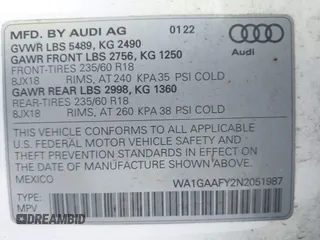 MFD. BY AUDI AG 0122
GVWR LBS 5489, KG 2490
GAWR FRONT LBS 2756, KG 1250
FRONT-TIRES 235/60 R18
8JX18 RIMS, AT 240 KPA 35 PSI COLD
GAWR REAR LBS 2998, KG 1360
REAR-TIRES 235/60 R18
8JX18 RIMS, AT 260 KPA 38 PSI COLD
Audi
THIS VEHICLE CONFORMS TO ALL APPLICABLE
U.S. FEDERAL MOTOR VEHICLE SAFETY, BUMPER
AND THEFT PREVENTION STANDARDS IN EFFECT
ON THE DATE OF MANUFACTURE SHOWN ABOVE.
MEXICO WA1GAAFY2N2051987
TYPE:
MPV
DREAMBID